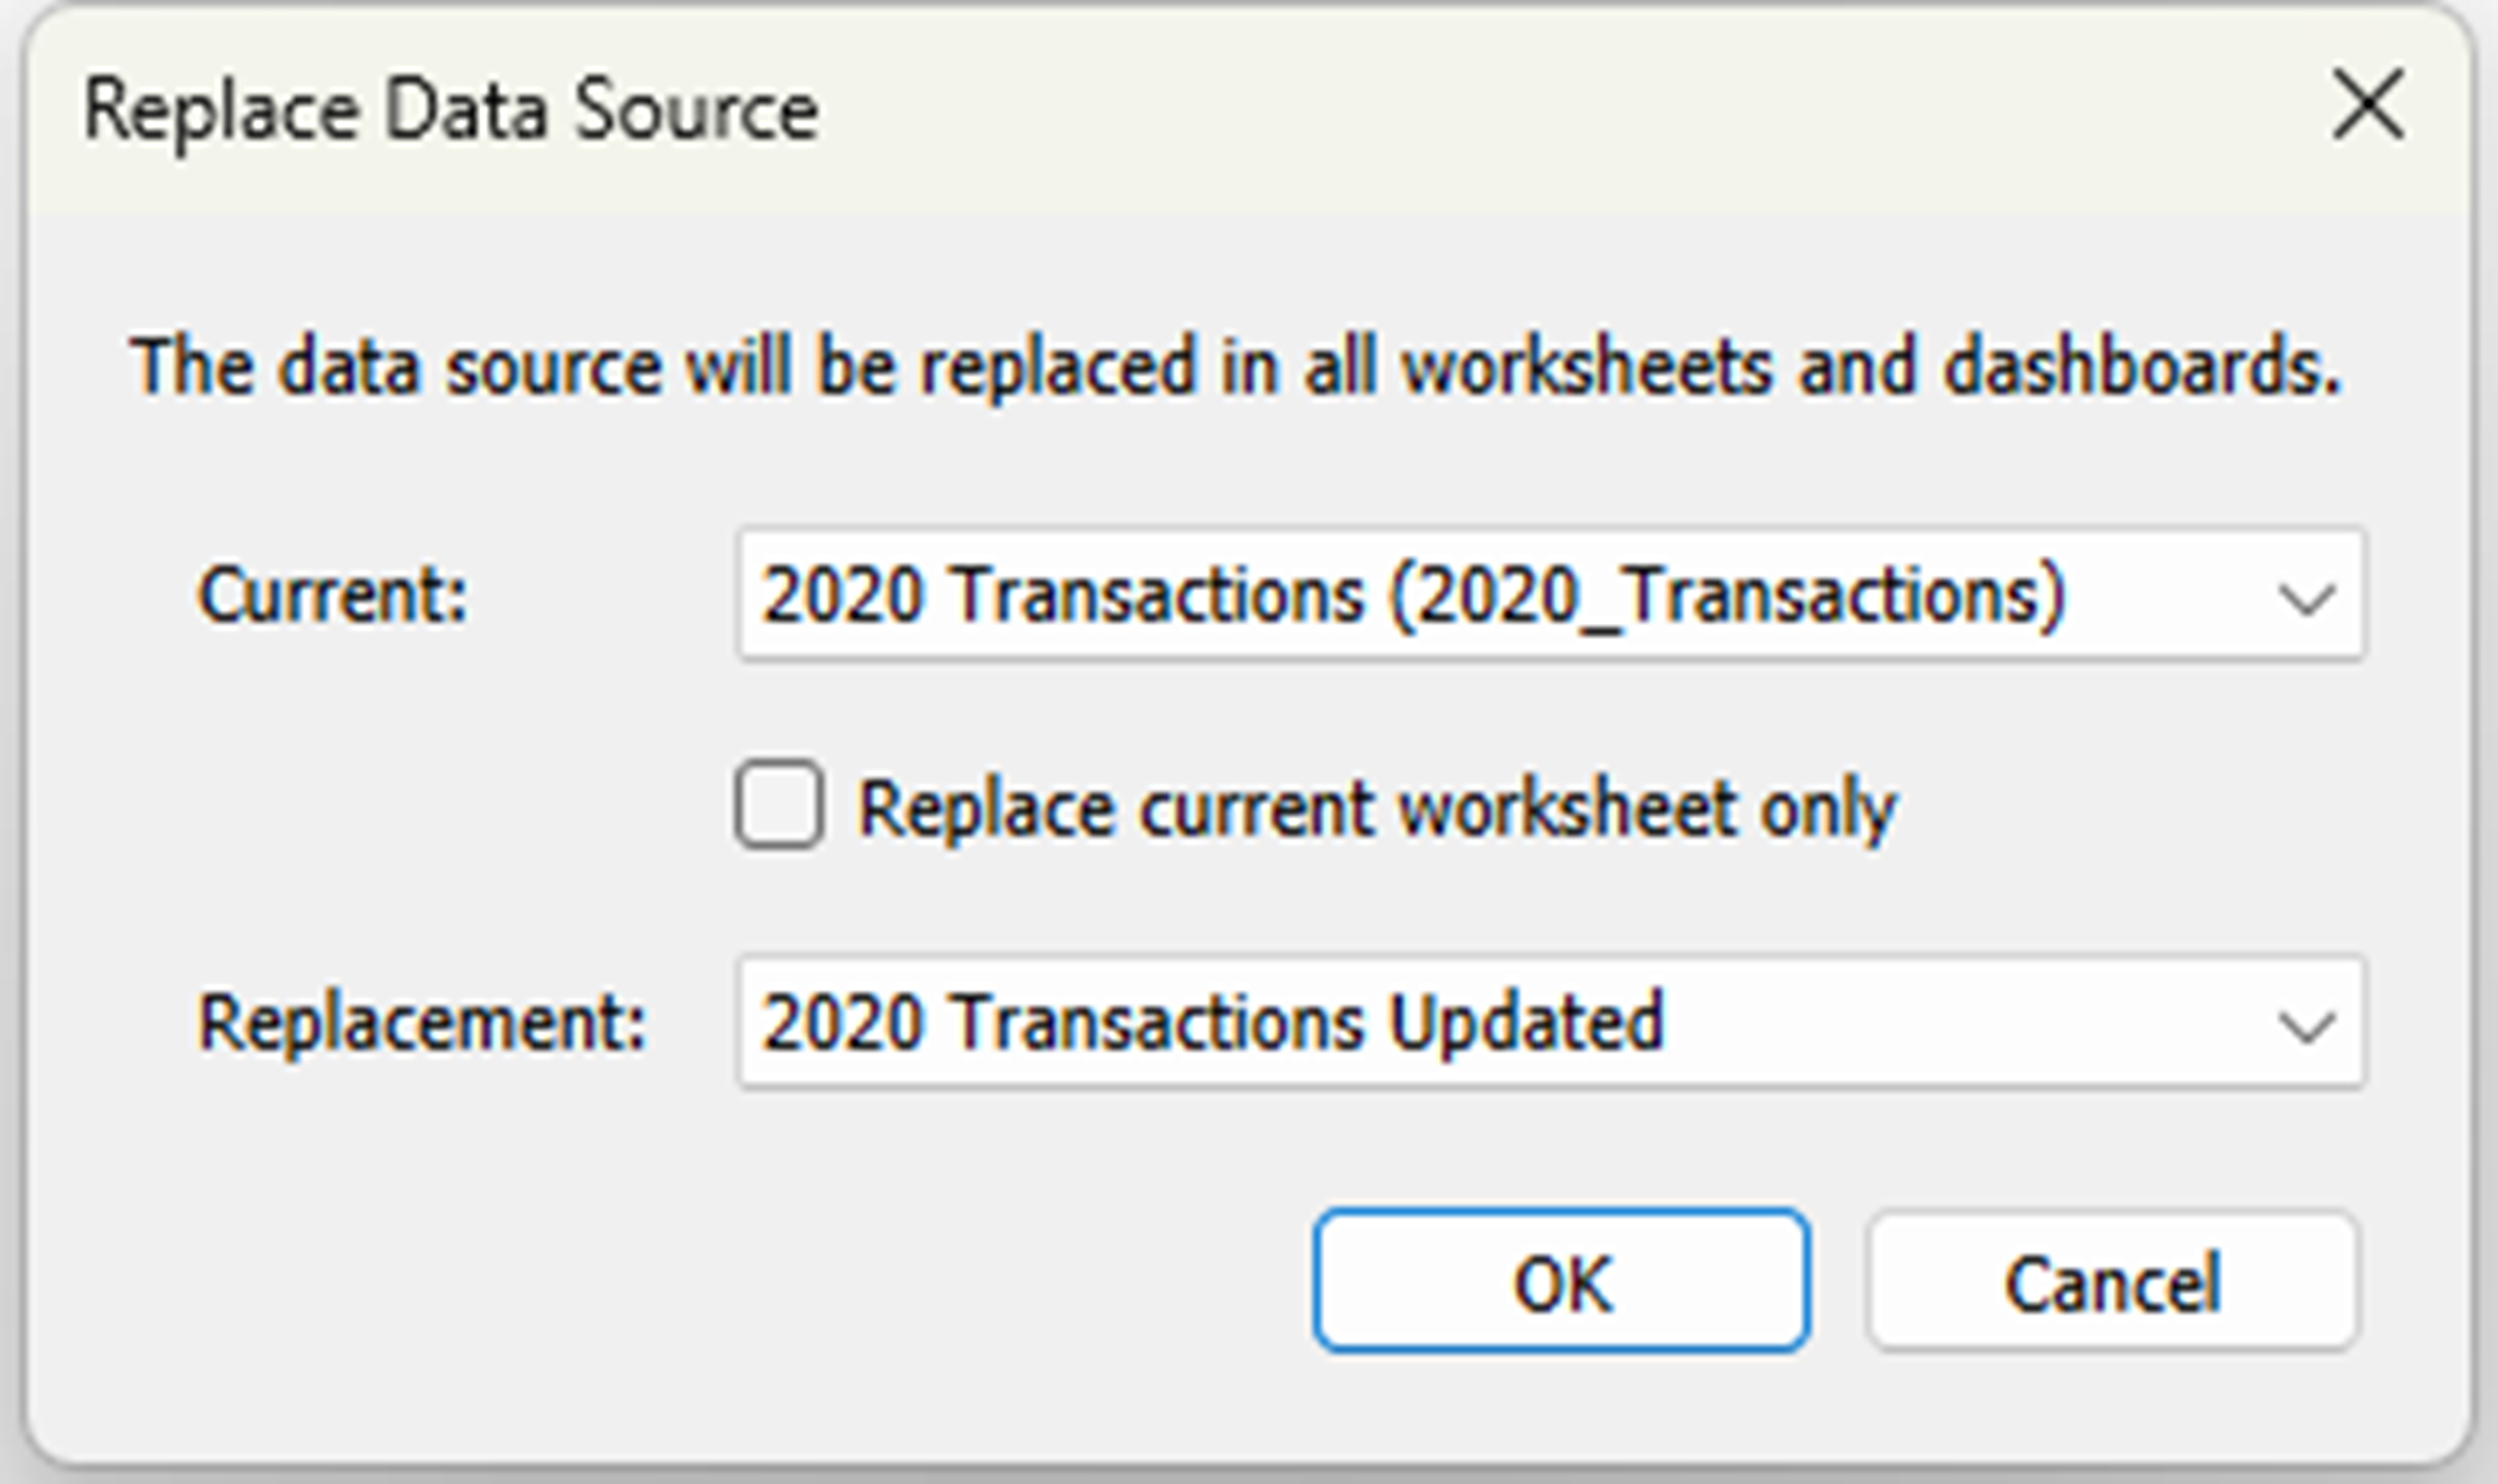 Replace Data Source
The data source will be replaced in all worksheets and dashboards.
Current: 2020 Transactions (2020_Transactions)
Replace current worksheet only
Replacement: 2020 Transactions Updated
OK Cancel